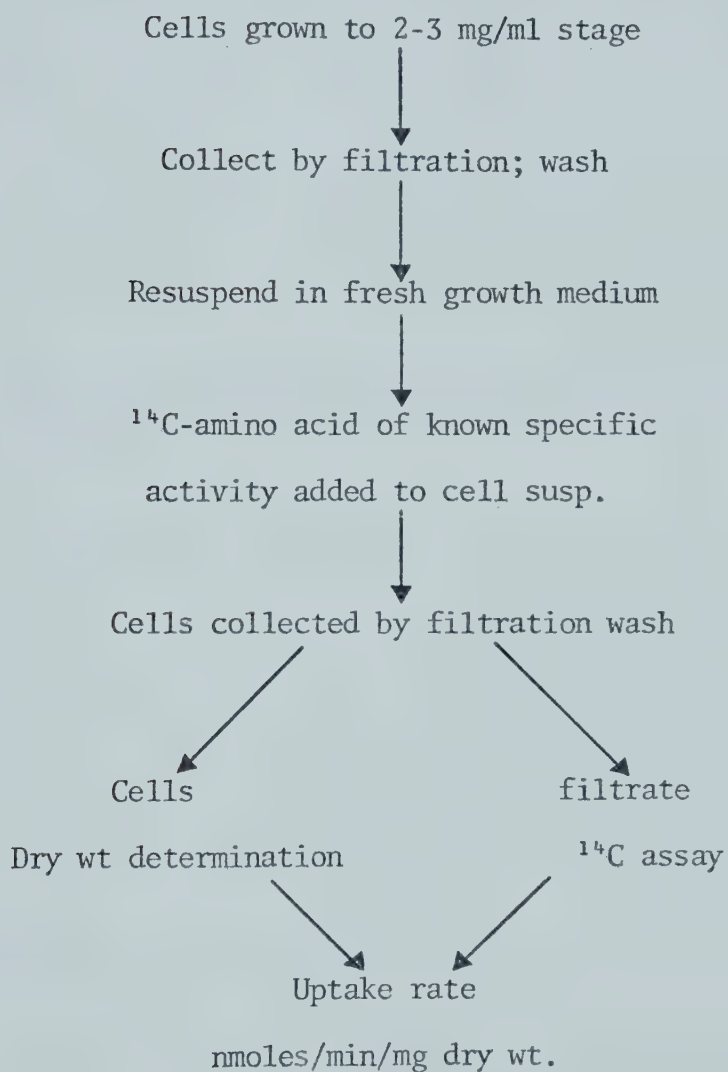 Cells grown to 2-3 mg/ml stage
Collect by filtration; wash
Resuspend in fresh growth medium
¹⁴C-amino acid of known specific
activity added to cell susp.
Cells collected by filtration wash
Cells
filtrate
Dry wt determination
¹⁴C assay
Uptake rate
nmoles/min/mg dry wt.